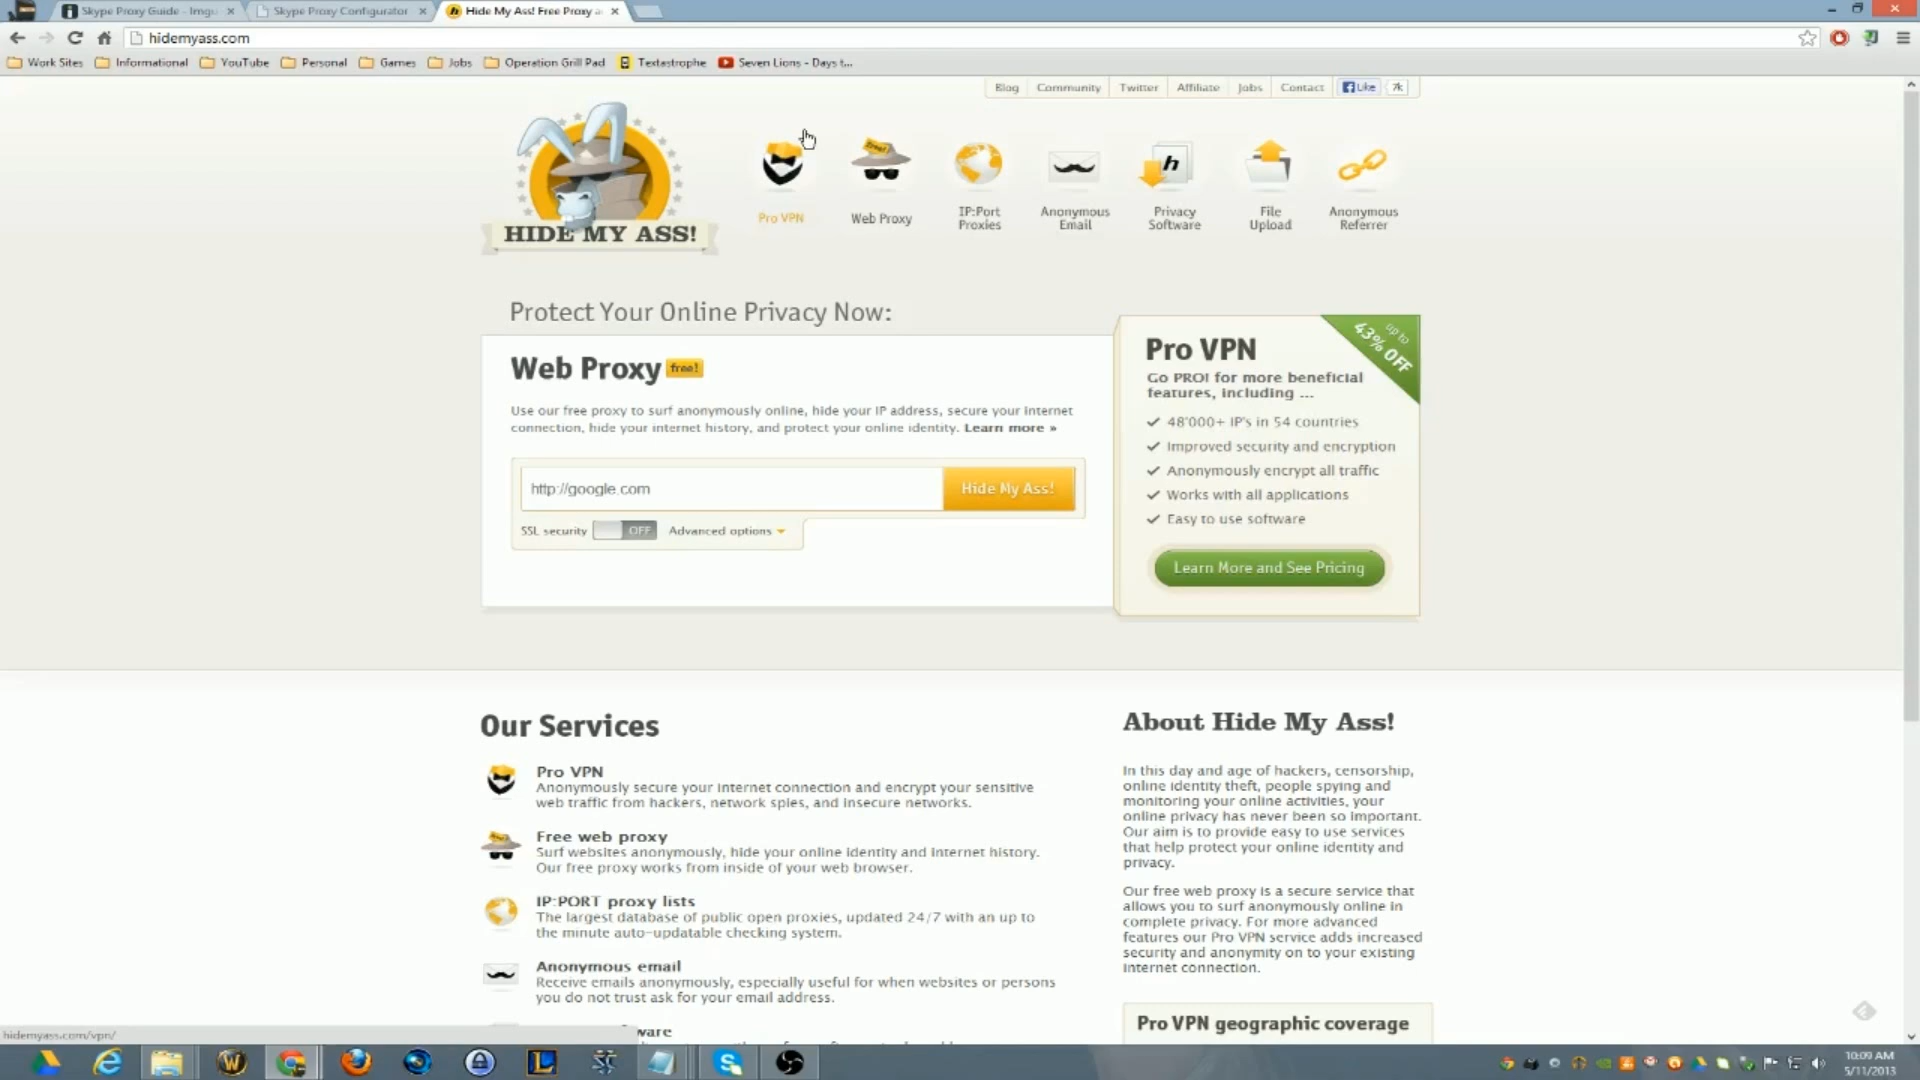 Skype Proxy Guide - Imgu
Skype Proxy Configurator
Hide My Ass! Free Proxy a
hidemyass.com
Work Sites
Informational
YouTube
Personal
Games
Jobs
Operation Grill Pad
Textastrophe
Seven Lions - Days t...
Blog
Community
Twitter
Affiliate
Jobs
Contact
Like
7k
HIDE MY ASS!
Pro VPN
free!
Web Proxy
IP:Port
Proxies
Anonymous
Email
h
Privacy
Software
File
Upload
Anonymous
Referrer
Protect Your Online Privacy Now:
Web Proxy free!
Use our free proxy to surf anonymously online, hide your IP address, secure your internet
connection, hide your internet history, and protect your online identity. Learn more »
http://google.com
Hide My Ass!
SSL security
OFF
Advanced options
up to
43% OFF
Pro VPN
Go PRO! for more beneficial
features, including ...
48'000+ IP's in 54 countries
Improved security and encryption
Anonymously encrypt all traffic
Works with all applications
Easy to use software
Learn More and See Pricing
Our Services
Pro VPN
Anonymously secure your internet connection and encrypt your sensitive
web traffic from hackers, network spies, and insecure networks.
Free web proxy
Surf websites anonymously, hide your online identity and internet history.
Our free proxy works from inside of your web browser.
IP:PORT proxy lists
The largest database of public open proxies, updated 24/7 with an up to
the minute auto-updatable checking system.
Anonymous email
Receive emails anonymously, especially useful for when websites or persons
you do not trust ask for your email address.
About Hide My Ass!
In this day and age of hackers, censorship,
online identity theft, people spying and
monitoring your online activities, your
online privacy has never been so important.
Our aim is to provide easy to use services
that help protect your online identity and
privacy.
Our free web proxy is a secure service that
allows you to surf anonymously online in
complete privacy. For more advanced
features our Pro VPN service adds increased
security and anonymity on to your existing
internet connection.
Pro VPN geographic coverage
hidemyass.com/vpn/
10:09 AM
5/11/2013